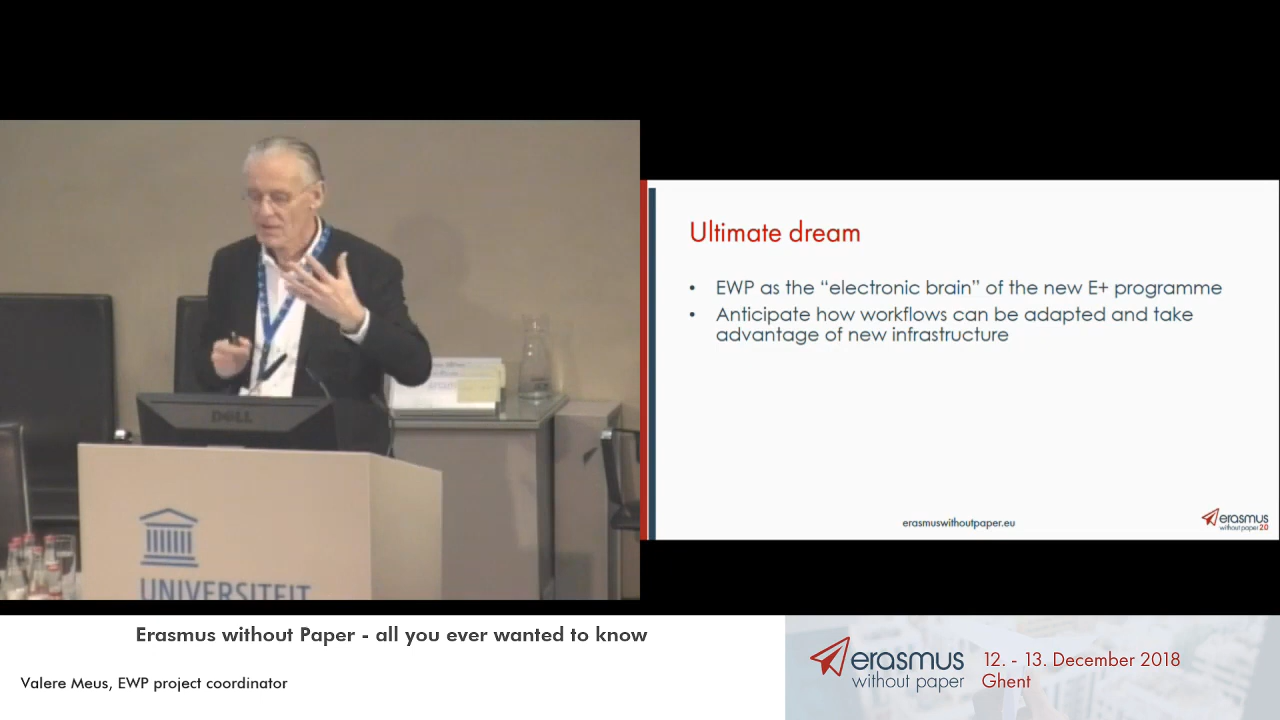 DELL
UNIVERSITEIT
Ultimate dream
• EWP as the “electronic brain” of the new E+ programme
• Anticipate how workflows can be adapted and take
advantage of new infrastructure
erasmuswithoutpaper.eu
erasmus
without paper 2.0
Erasmus without Paper - all you ever wanted to know
Valere Meus, EWP project coordinator
erasmus
without paper
12. - 13. December 2018
Ghent